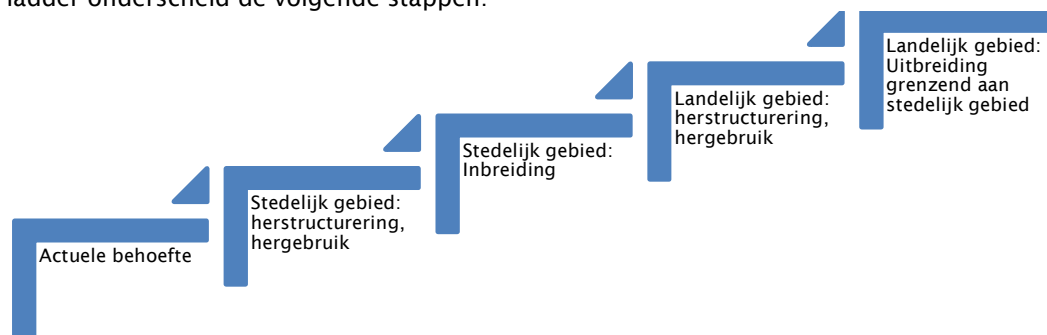 ladder onderscheid de volgende stappen:
Actuele behoefte
Stedelijk gebied:
herstructurering,
hergebruik
Stedelijk gebied:
Inbreiding
Landelijk gebied:
herstructurering,
hergebruik
Landelijk gebied:
Uitbreiding
grenzend aan
stedelijk gebied